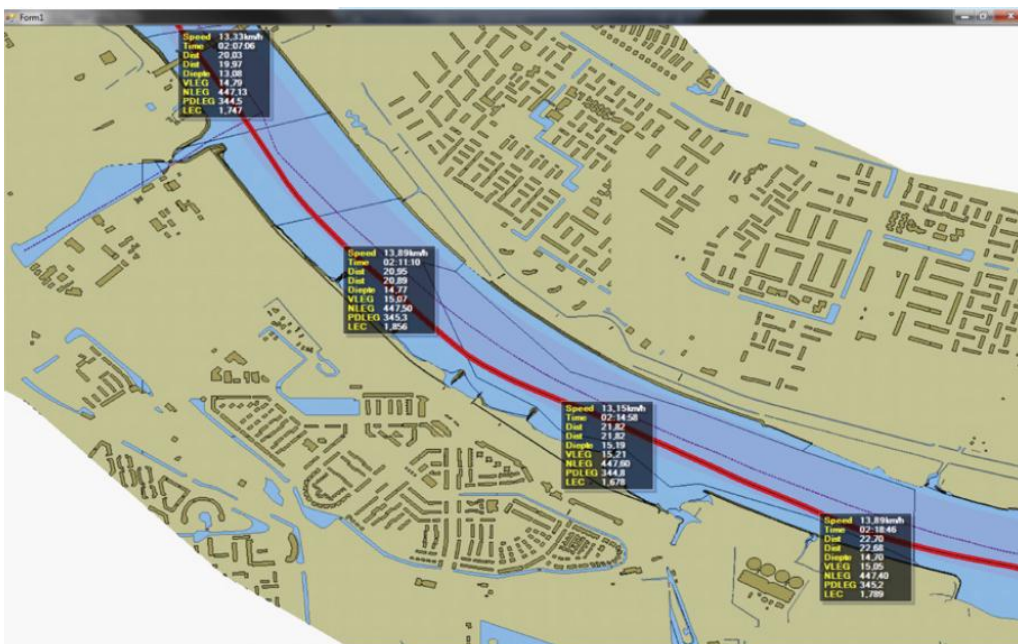 Form1
Speed 13,33km/h
Time 02:07:06
Dist 20,03
Dist 19,97
Diepte 13,08
VLEG 14,79
NLEG 447,13
PDLEG 344,5
LEC 1,747
Speed 13,89km/h
Time 02:11:10
Dist 20,95
Dist 20,89
Diepte 14,77
VLEG 15,07
NLEG 447,50
PDLEG 345,3
LEC 1,856
Speed 13,15km/h
Time 02:14:58
Dist 21,82
Dist 21,82
Diepte 15,19
VLEG 15,21
NLEG 447,60
PDLEG 344,8
LEC 1,678
Speed 13,89km/h
Time 02:18:46
Dist 22,70
Dist 22,68
Diepte 14,70
VLEG 15,05
NLEG 447,40
PDLEG 345,2
LEC 1,789